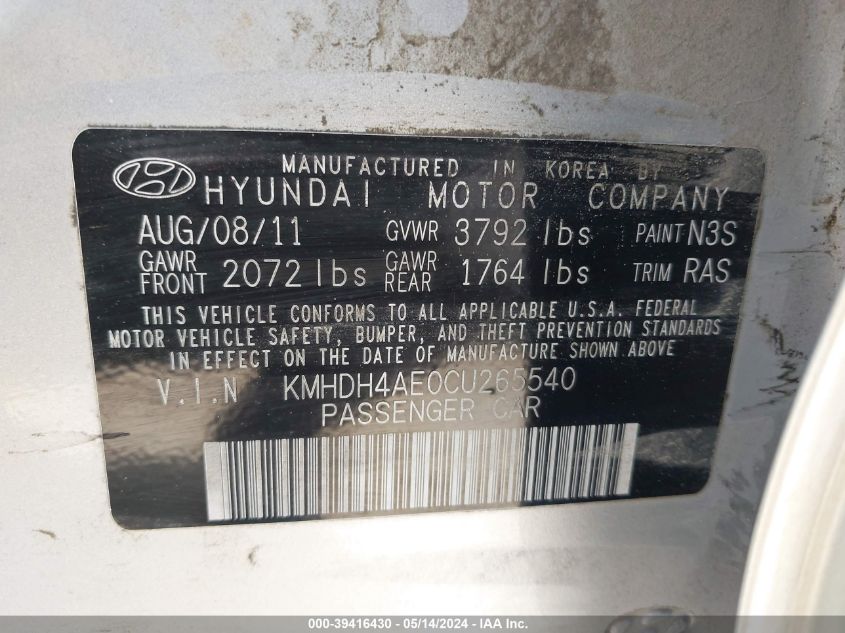 MANUFACTURED IN KOREA BY
HYUNDAI MOTOR COMPANY
AUG/08/11 GVWR 3792 lbs PAINT N3S
GAWR FRONT 2072 lbs GAWR REAR 1764 lbs TRIM RAS
THIS VEHICLE CONFORMS TO ALL APPLICABLE U.S.A. FEDERAL
MOTOR VEHICLE SAFETY, BUMPER, AND THEFT PREVENTION STANDARDS
IN EFFECT ON THE DATE OF MANUFACTURE SHOWN ABOVE
V.I.N KMHDH4AE0CU265540
PASSENGER CAR
000-39416430 - 05/14/2024 - IAA Inc.